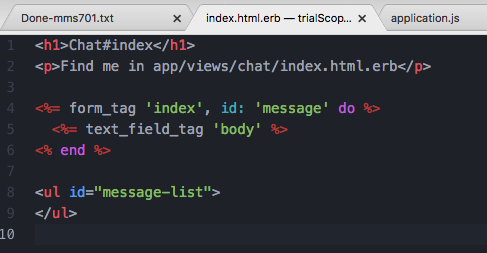 Done-mms701.txt
index.html.erb — trialScop...
application.js
1 <h1>Chat#index</h1>
2 <p>Find me in app/views/chat/index.html.erb</p>
3
4 <%= form_tag 'index', id: 'message' do %>
5   <%= text_field_tag 'body' %>
6 <% end %>
7
8 <ul id="message-list">
9 </ul>
10